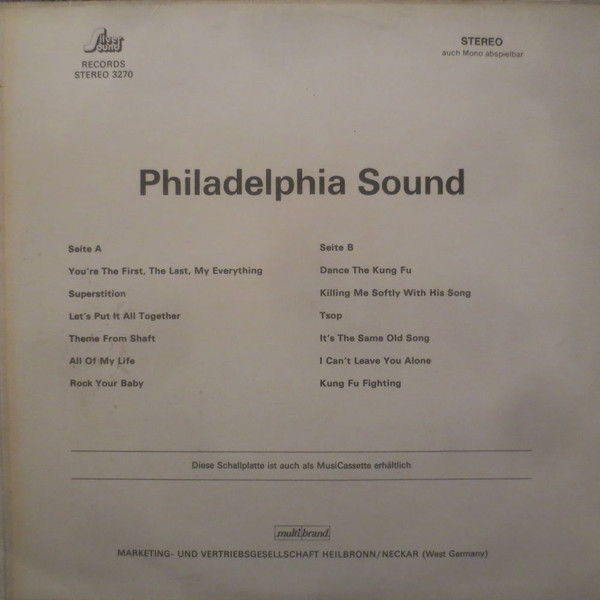 Silver Sound
RECORDS
STEREO 3270
STEREO
auch Mono abspielbar
Philadelphia Sound
Seite A
You're The First, The Last, My Everything
Superstition
Let's Put It All Together
Theme From Shaft
All Of My Life
Rock Your Baby
Seite B
Dance The Kung Fu
Killing Me Softly With His Song
Tsop
It's The Same Old Song
I Can't Leave You Alone
Kung Fu Fighting
Diese Schallplatte ist auch als MusiCassette erhältlich
multi brand
MARKETING- UND VERTRIEBSGESELLSCHAFT HEILBRONN/NECKAR (West Germany)